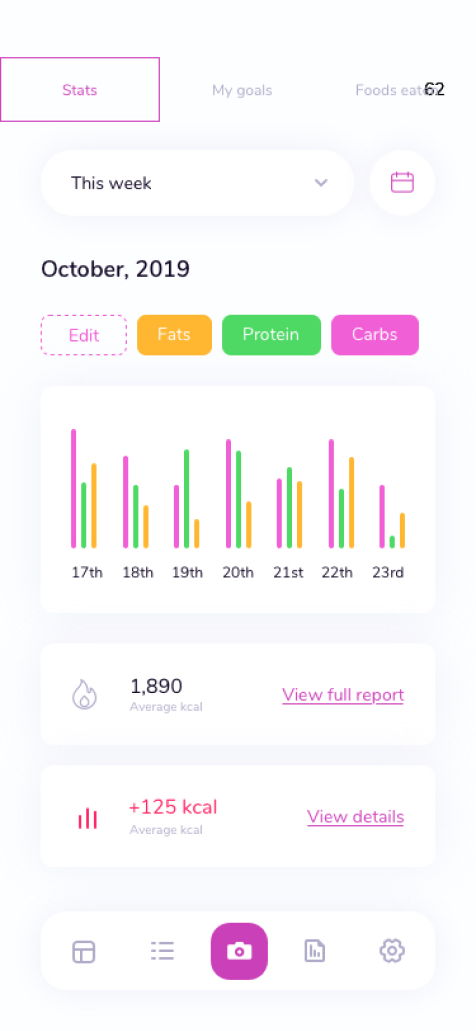 Stats My goals Foods eaten 62
This week
October, 2019
Edit Fats Protein Carbs
17th 18th 19th 20th 21st 22th 23rd
1,890
Average kcal
View full report
+125 kcal
Average kcal
View details